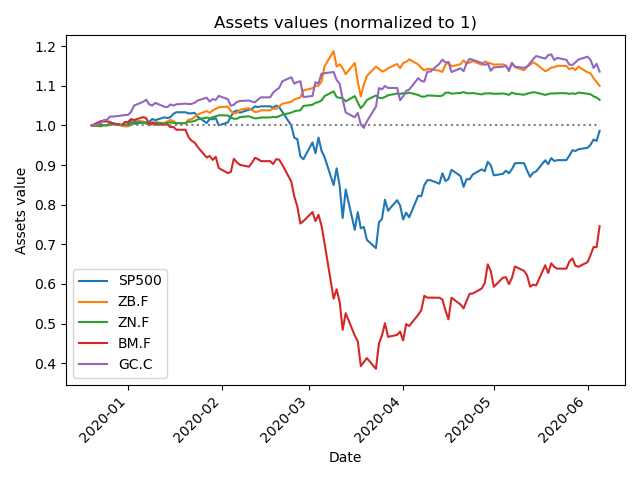 Assets values (normalized to 1)
1.2
1.1
1.0
0.9
0.8
0.7
0.6
0.5
0.4
Assets value
SP500
ZB.F
ZN.F
BM.F
GC.C
2020-01
2020-02
2020-03
2020-04
2020-05
2020-06
Date